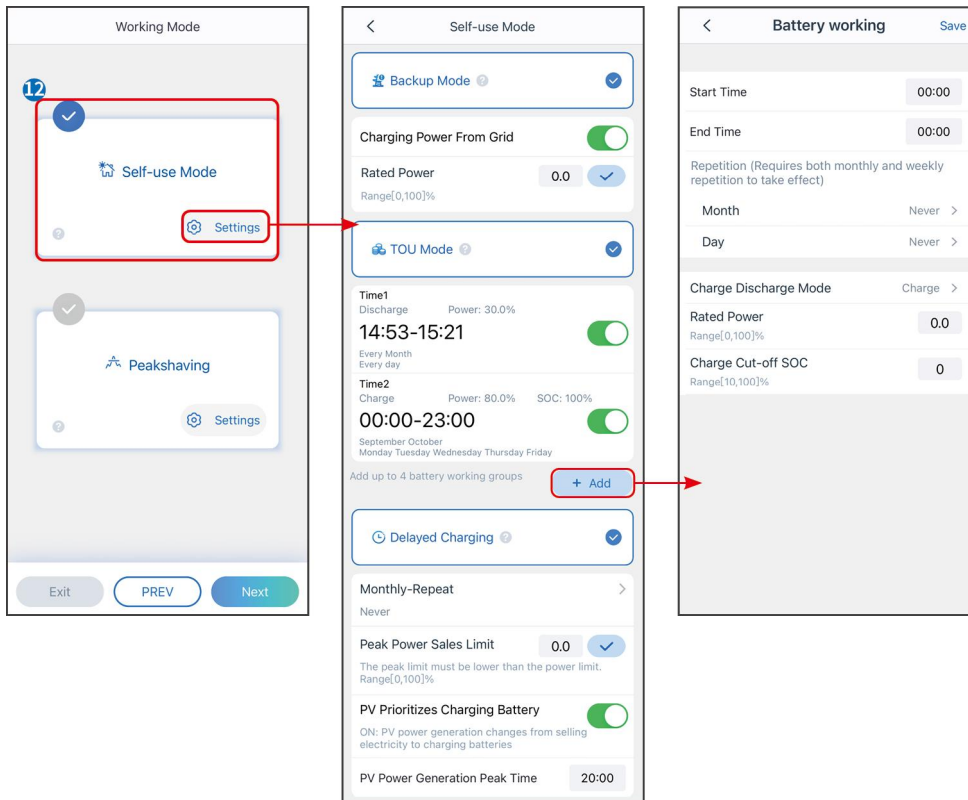 Working Mode
12
Self-use Mode
Settings
Peakshaving
Settings
Exit
PREV
Next
Self-use Mode
Backup Mode
Charging Power From Grid
Rated Power
0.0
Range[0,100]%
TOU Mode
Time1
Discharge Power: 30.0%
14:53-15:21
Every Month
Every day
Time2
Charge Power: 80.0% SOC: 100%
00:00-23:00
September October
Monday Tuesday Wednesday Thursday Friday
Add up to 4 battery working groups
+ Add
Delayed Charging
Monthly-Repeat
Never
Peak Power Sales Limit
0.0
The peak limit must be lower than the power limit.
Range[0,100]%
PV Prioritizes Charging Battery
ON: PV power generation changes from selling
electricity to charging batteries
PV Power Generation Peak Time 20:00
Battery working
Save
Start Time 00:00
End Time 00:00
Repetition (Requires both monthly and weekly
repetition to take effect)
Month Never >
Day Never >
Charge Discharge Mode Charge >
Rated Power
0.0
Range[0,100]%
Charge Cut-off SOC
0
Range[10,100]%